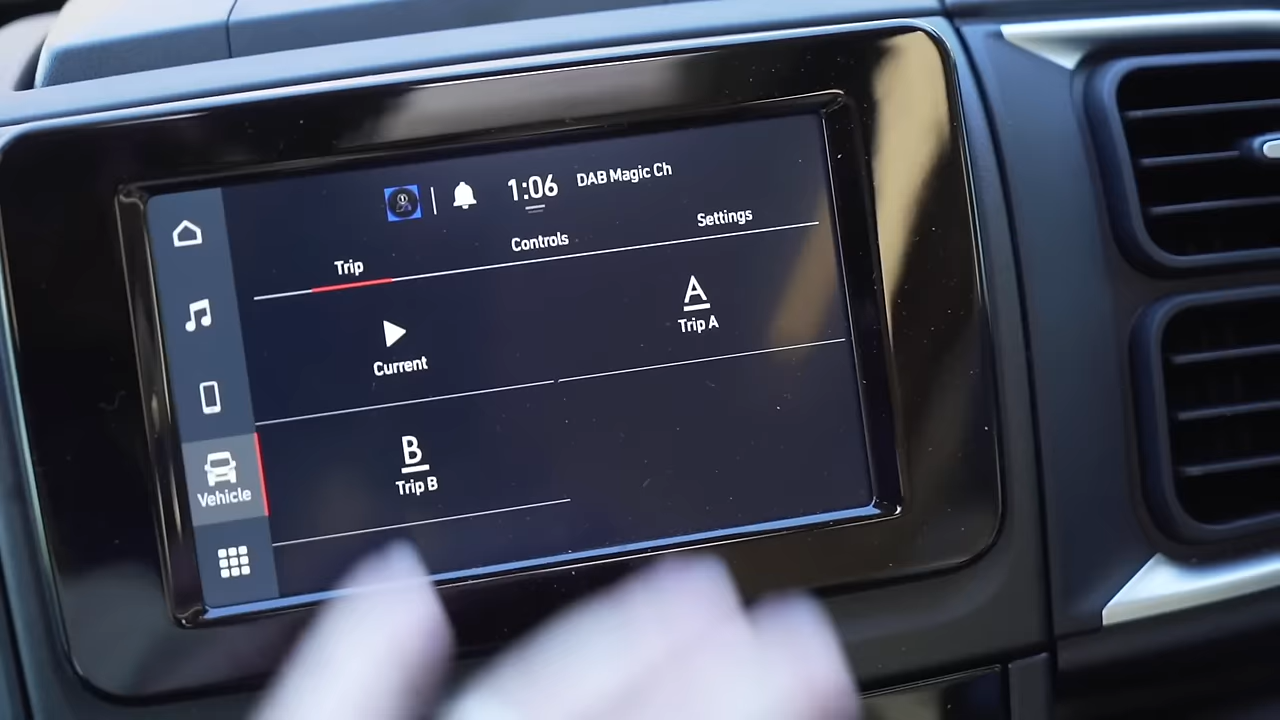 1:06 DAB Magic Ch
Trip Controls Settings
Current
A
Trip A
B
Trip B
Vehicle